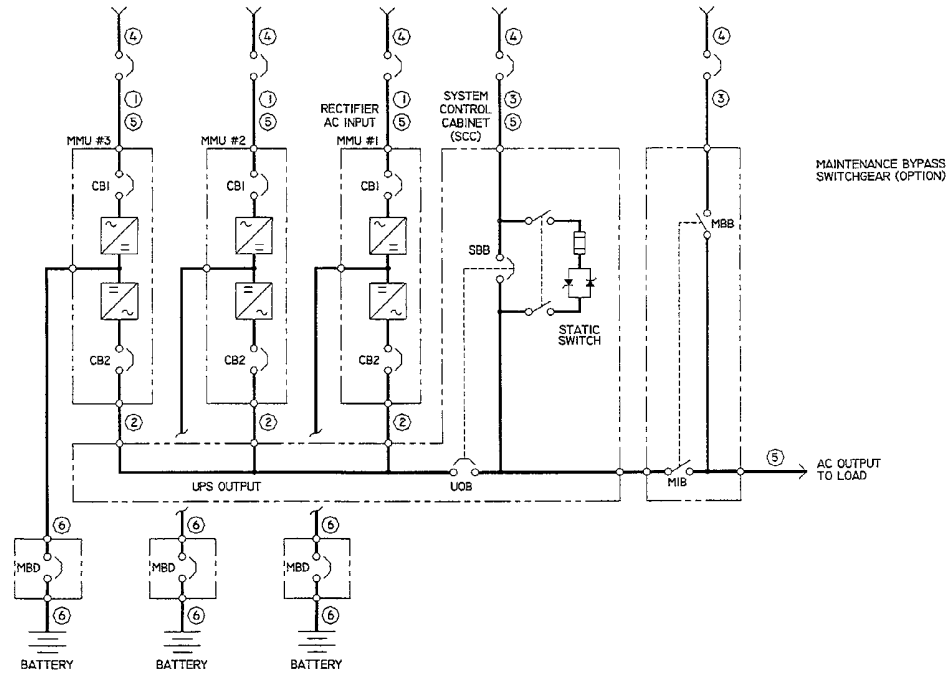 ④ ④ ④ ④ ④
① ① RECTIFIER ① SYSTEM ③ ③
⑤ ⑤ AC INPUT ⑤ CONTROL ⑤
CABINET
(SCC)
MMU #3 MMU #2 MMU #1
MAINTENANCE BYPASS
SWITCHGEAR (OPTION)
CB1 CB1 CB1
MBB
SBB
STATIC
SWITCH
CB2 CB2 CB2
② ② ②
⑤ AC OUTPUT
TO LOAD
UPS OUTPUT UOB MIB
⑥ ⑥ ⑥
MBD MBD MBD
⑥ ⑥ ⑥
BATTERY BATTERY BATTERY